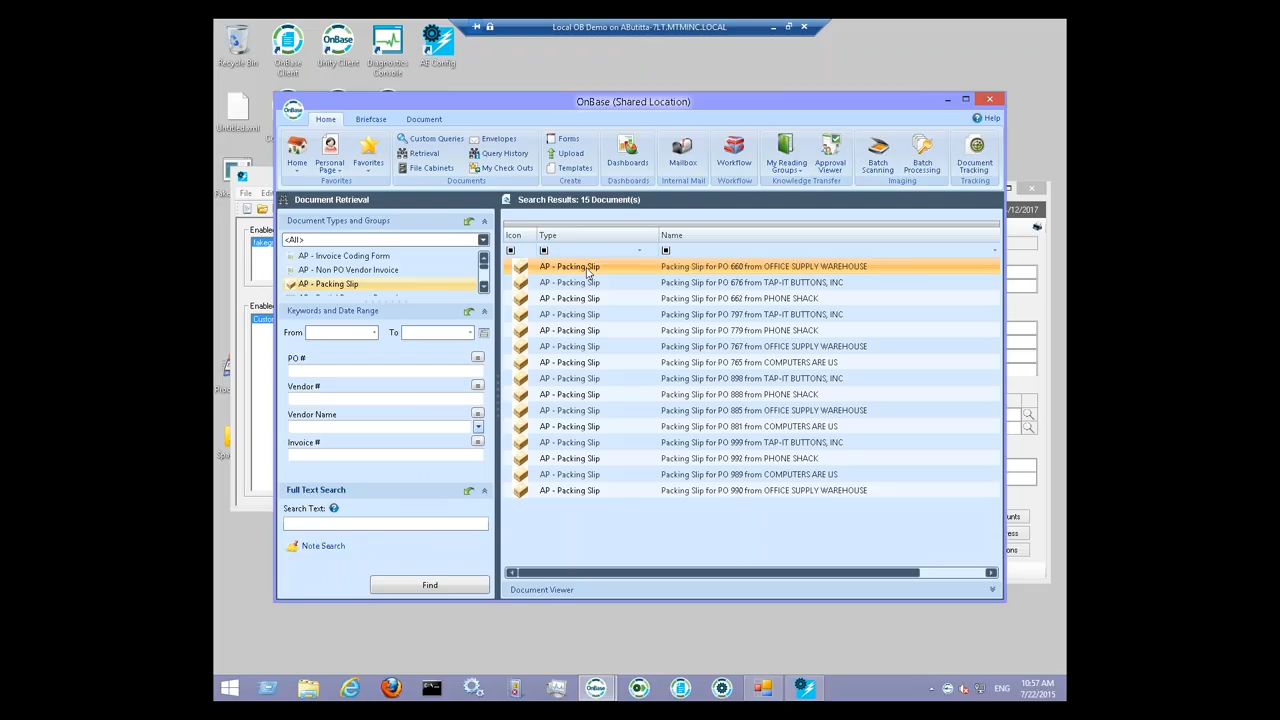 Local OB Demo on AButitta-7LT.MTMINC.LOCAL
Recycle Bin
OnBase Client
Unity Client
Diagnostics Console
AE Config
Untitled.xml
OnBase (Shared Location)
Home
Briefcase
Document
Help
Home
Personal Page
Favorites
Favorites
Custom Queries
Retrieval
File Cabinets
Envelopes
Query History
My Check Outs
Documents
Forms
Upload
Templates
Create
Dashboards
Dashboards
Mailbox
Internal Mail
Workflow
Workflow
My Reading Groups
Approval Viewer
Knowledge Transfer
Batch Scanning
Batch Processing
Imaging
Document Tracking
Tracking
File
Edit
/12/2017
Document Retrieval
Document Types and Groups
<All>
AP - Invoice Coding Form
AP - Non PO Vendor Invoice
AP - Packing Slip
Keywords and Date Range
From
To
PO #
Vendor #
Vendor Name
Invoice #
Full Text Search
Search Text:
Note Search
Find
Search Results: 15 Document(s)
Icon Type Name
AP - Packing Slip Packing Slip for PO 660 from OFFICE SUPPLY WAREHOUSE
AP - Packing Slip Packing Slip for PO 676 from TAP-IT BUTTONS, INC
AP - Packing Slip Packing Slip for PO 662 from PHONE SHACK
AP - Packing Slip Packing Slip for PO 797 from TAP-IT BUTTONS, INC
AP - Packing Slip Packing Slip for PO 779 from PHONE SHACK
AP - Packing Slip Packing Slip for PO 767 from OFFICE SUPPLY WAREHOUSE
AP - Packing Slip Packing Slip for PO 765 from COMPUTERS ARE US
AP - Packing Slip Packing Slip for PO 898 from TAP-IT BUTTONS, INC
AP - Packing Slip Packing Slip for PO 888 from PHONE SHACK
AP - Packing Slip Packing Slip for PO 885 from OFFICE SUPPLY WAREHOUSE
AP - Packing Slip Packing Slip for PO 881 from COMPUTERS ARE US
AP - Packing Slip Packing Slip for PO 999 from TAP-IT BUTTONS, INC
AP - Packing Slip Packing Slip for PO 992 from PHONE SHACK
AP - Packing Slip Packing Slip for PO 989 from COMPUTERS ARE US
AP - Packing Slip Packing Slip for PO 990 from OFFICE SUPPLY WAREHOUSE
Document Viewer
ENG
10:57 AM
7/22/2015